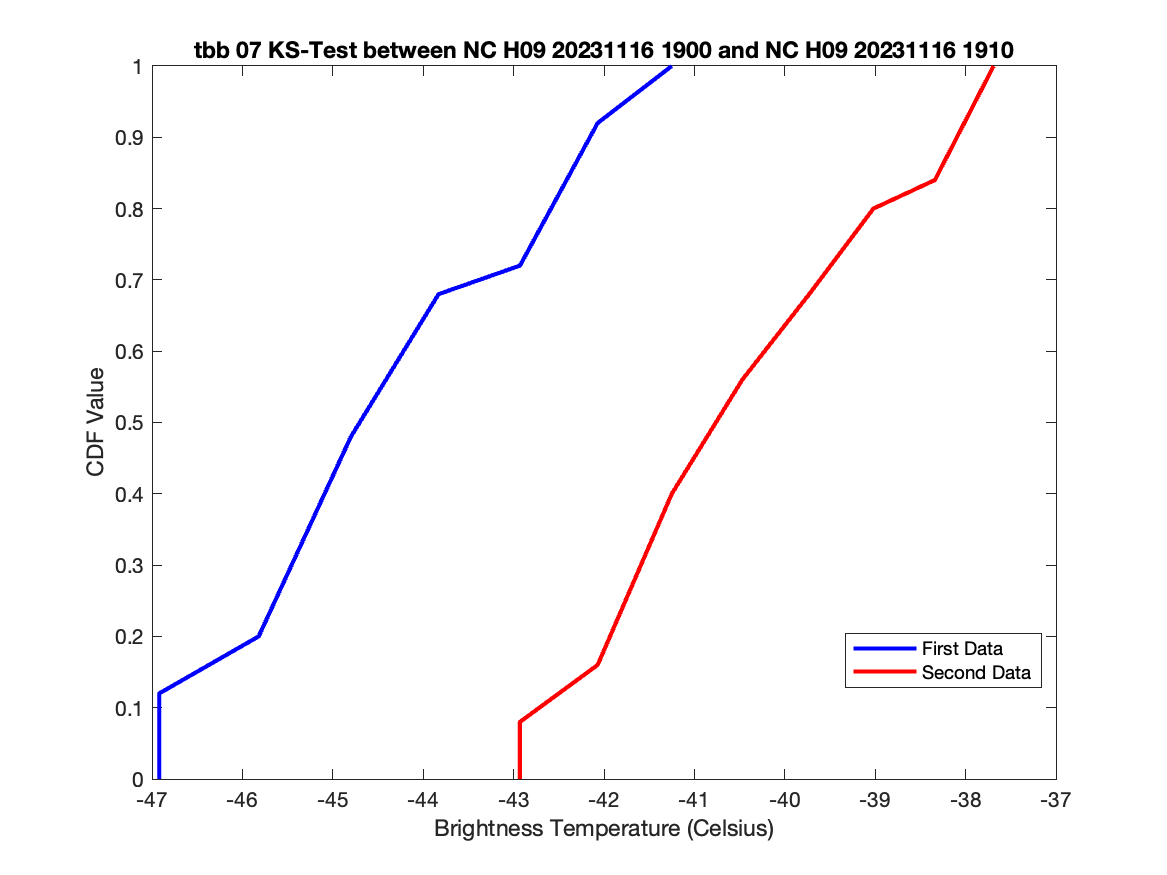 tbb 07 KS-Test between NC H09 20231116 1900 and NC H09 20231116 1910
1
0.9
0.8
0.7
0.6
0.5
0.4
0.3
0.2
0.1
0
CDF Value
First Data
Second Data
-47 -46 -45 -44 -43 -42 -41 -40 -39 -38 -37
Brightness Temperature (Celsius)